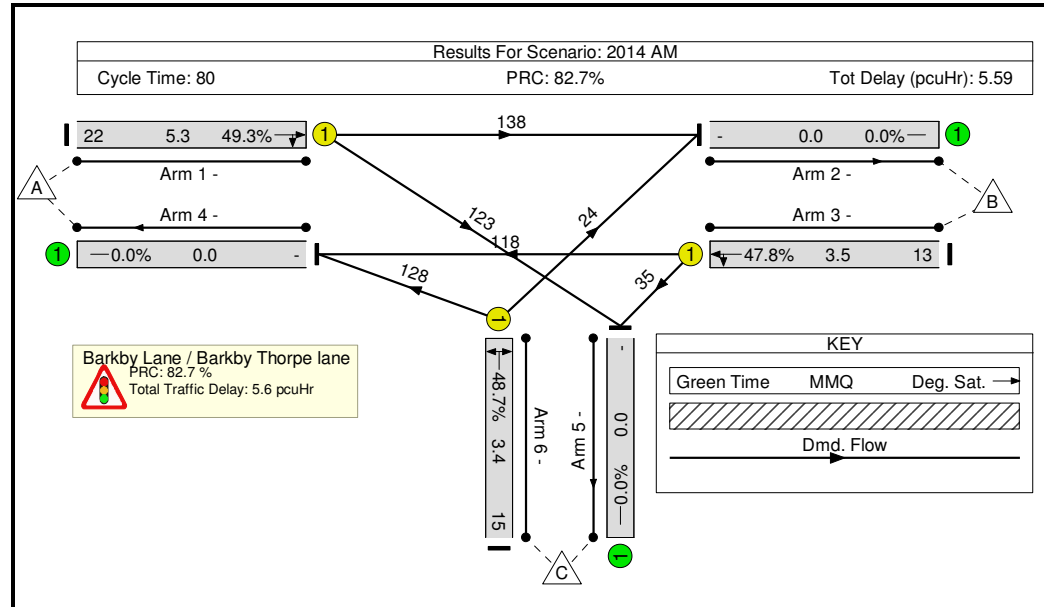 Results For Scenario: 2014 AM
Cycle Time: 80 PRC: 82.7% Tot Delay (pcuHr): 5.59
22 5.3 49.3% 1 138 - 0.0 0.0% 1
A Arm 1 - Arm 2 - B
Arm 4 - 123 24 Arm 3 -
1 0.0% 0.0 - 118 1 47.8% 3.5 13
128 1 35
Barkby Lane / Barkby Thorpe lane
PRC: 82.7 %
Total Traffic Delay: 5.6 pcuHr
48.7% 3.4 15
Arm 6 -
Arm 5 -
- 0.0 0.0%
1
C
KEY
Green Time MMQ Deg. Sat.
Dmd. Flow